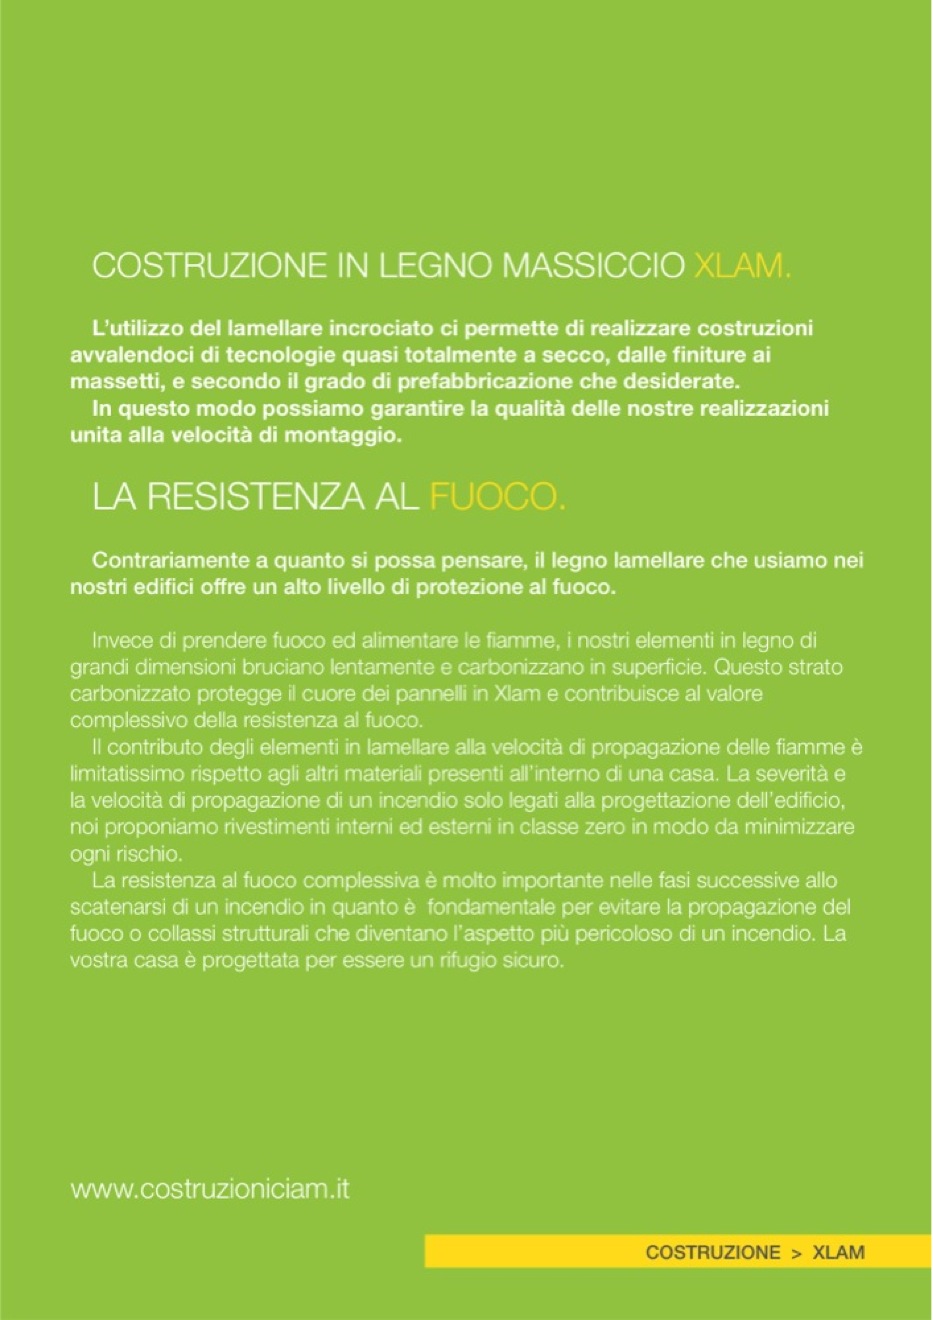 COSTRUZIONE IN LEGNO MASSICCIO XLAM.
L'utilizzo del lamellare incrociato ci permette di realizzare costruzioni
avvalendoci di tecnologie quasi totalmente a secco, dalle finiture ai
massetti, e secondo il grado di prefabbricazione che desiderate.
In questo modo possiamo garantire la qualità delle nostre realizzazioni
unita alla velocità di montaggio.
LA RESISTENZA AL FUOCO.
Contrariamente a quanto si possa pensare, il legno lamellare che usiamo nei
nostri edifici offre un alto livello di protezione al fuoco.
Invece di prendere fuoco ed alimentare le fiamme, i nostri elementi in legno di
grandi dimensioni bruciano lentamente e carbonizzano in superficie. Questo strato
carbonizzato protegge il cuore dei pannelli in Xlam e contribuisce al valore
complessivo della resistenza al fuoco.
Il contributo degli elementi in lamellare alla velocità di propagazione delle fiamme è
limitatissimo rispetto agli altri materiali presenti all'interno di una casa. La severità e
la velocità di propagazione di un incendio solo legati alla progettazione dell'edificio,
noi proponiamo rivestimenti interni ed esterni in classe zero in modo da minimizzare
ogni rischio.
La resistenza al fuoco complessiva è molto importante nelle fasi successive allo
scatenarsi di un incendio in quanto è fondamentale per evitare la propagazione del
fuoco o collassi strutturali che diventano l'aspetto più pericoloso di un incendio. La
vostra casa è progettata per essere un rifugio sicuro.
www.costruzioniciam.it
COSTRUZIONE > XLAM